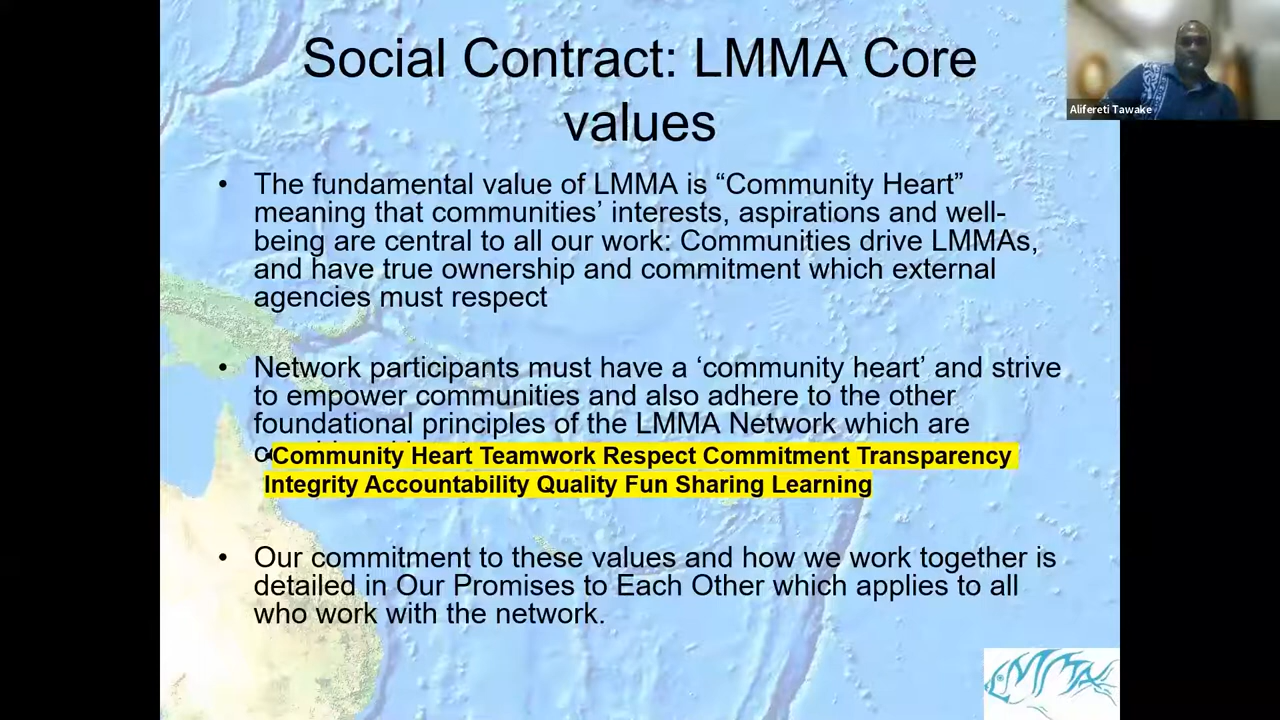 Social Contract: LMMA Core
values
Alifereti Tawake
• The fundamental value of LMMA is “Community Heart”
meaning that communities’ interests, aspirations and well-
being are central to all our work: Communities drive LMMAs,
and have true ownership and commitment which external
agencies must respect
• Network participants must have a ‘community heart’ and strive
to empower communities and also adhere to the other
foundational principles of the LMMA Network which are
Community Heart Teamwork Respect Commitment Transparency
Integrity Accountability Quality Fun Sharing Learning
• Our commitment to these values and how we work together is
detailed in Our Promises to Each Other which applies to all
who work with the network.
LMMA